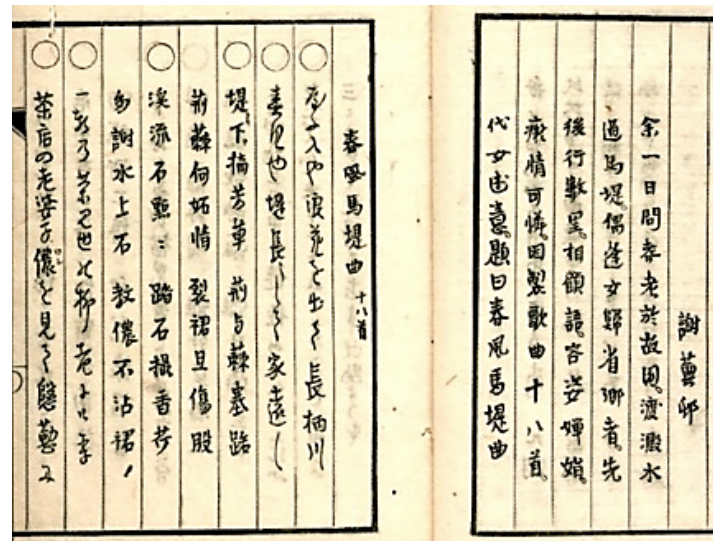 謝蕪邨
余一日問耆老於故園。渡澱水
過馬堤。偶逢女歸省郷者。先
後行數里。相顧語。容姿嬋娟。
癡情可憐。因製歌曲十八首。
代女述意。題曰春風馬堤曲
春風馬堤曲 十八首
やぶ入や浪花を出て長柄川
春風や堤長うして家遠し
堤下摘芳草 荊与蕀塞路
荊蕀何妬情 裂裙且傷股
溪流石點〻 踏石撮香芹
多謝水上石 教儂不沾裙
一軒の茶見世の柳老にけり
茶店の老婆子儂を見て慇懃に